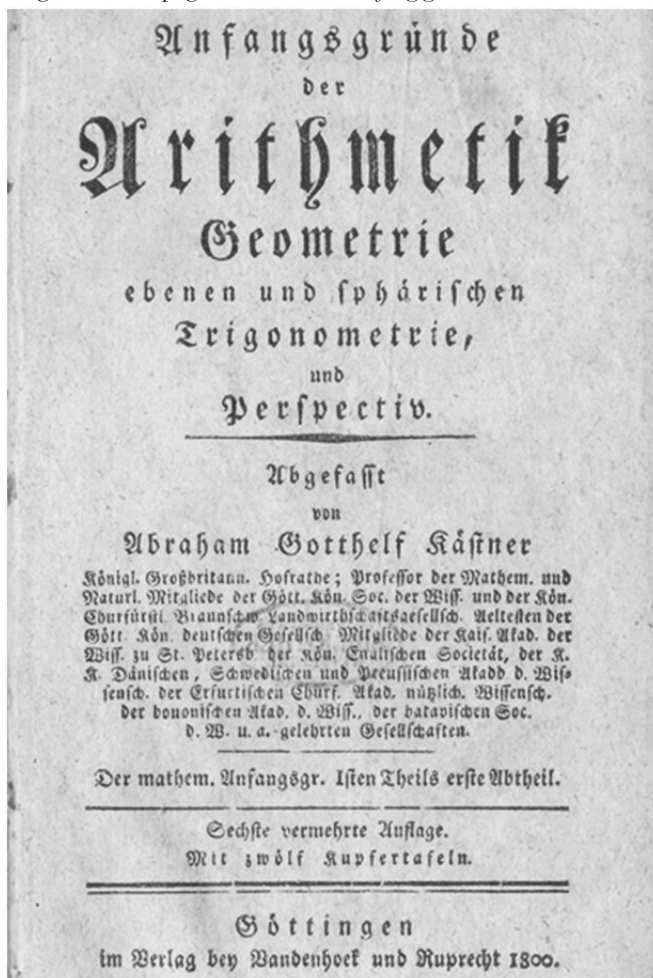 Anfangsgründe
der
Arithmetik
Geometrie
ebenen und sphärischen
Trigonometrie,
und
Perspectiv.
Abgefasst
von
Abraham Gotthelf Kästner
Königl. Großbritann. Hofrathe; Professor der Mathem. und
Naturl. Mitgliede der Gött. Kön. Soc. der Wiss. und der Kön.
Churfürstl. Braunschw. Landwirthschaftsgesellsch. Aeltesten der
Gött. Kön. deutschen Gesellsch. Mitgliede der Kais. Akad. der
Wiss. zu St. Petersb. der Kön. Englischen Societät, der K.
K. Dänischen, Schwedischen und Preussischen Akadd d. Wis-
sensch. der Erfurtischen Churf. Akad. nützlich. Wissensch.
der bononischen Akad. d. Wiss., der batavischen Soc.
d. W. u. a. gelehrten Gesellschaften.
Der mathem. Anfangsgr. Isten Theils erste Abtheil.
Sechste vermehrte Auflage.
Mit zwölf Kupfertafeln.
Göttingen
im Verlag bey Vandenhoek und Ruprecht 1800.